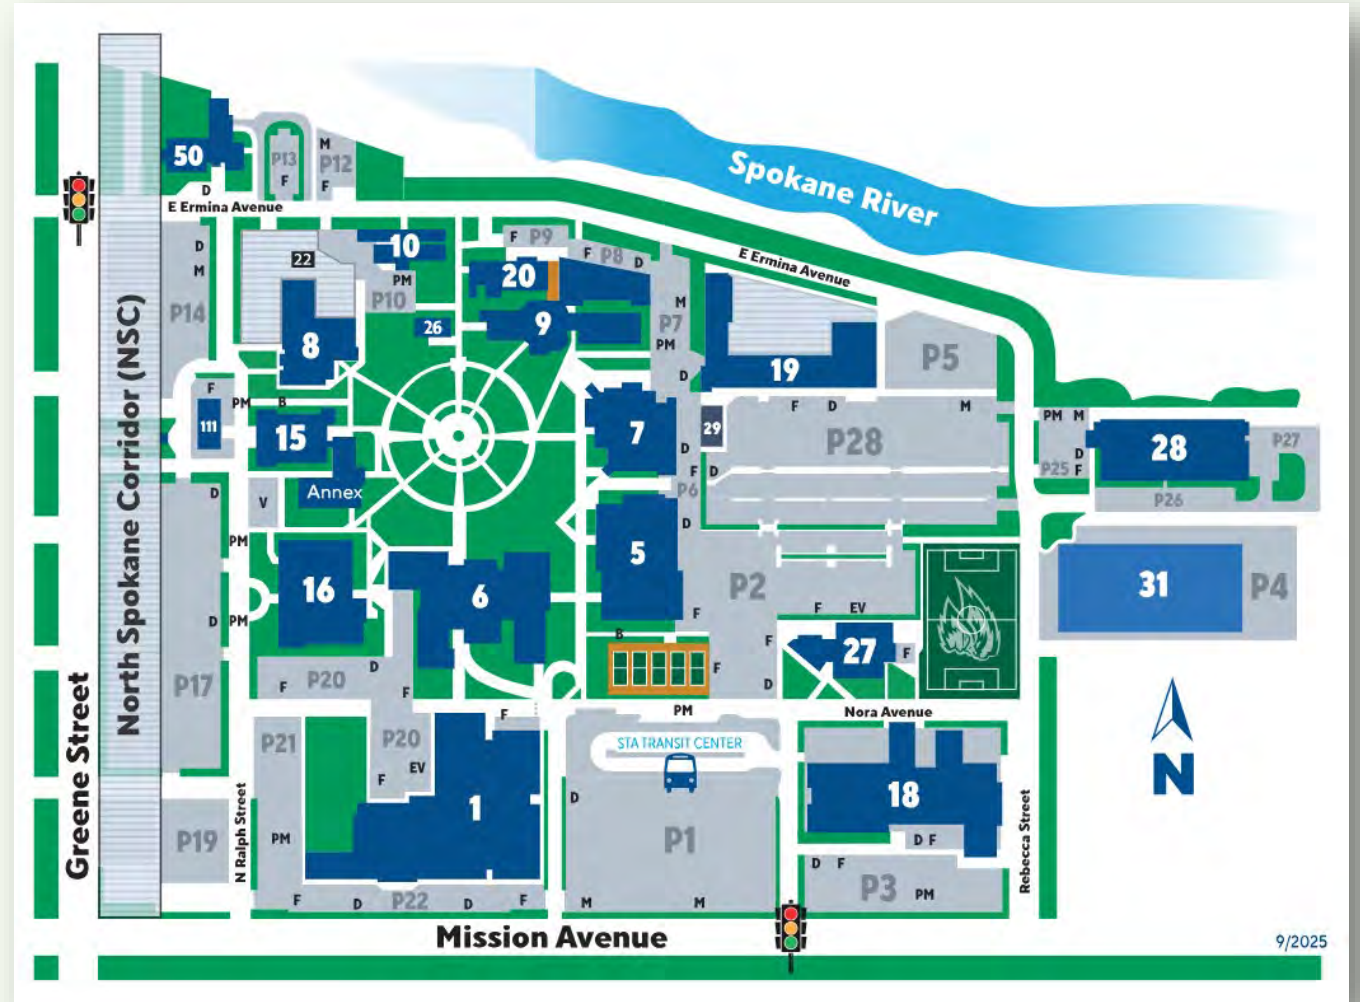 Spokane River
50
P13
F
M
P12
F
D
E Ermina Avenue
E Ermina Avenue
D
M
P14
22
10
PM
P10
F
P9
F
P8
D
20
M
P7
PM
D
26
9
8
19
P5
F
PM
B
111
15
Annex
7
29
D
F
D
P6
D
F
D
M
P28
PM
M
D
P25
F
28
P27
P26
D
V
PM
16
6
5
P2
F
EV
F
31
P4
D
PM
B
F
F
D
27
F
P17
P20
D
F
F
PM
Nora Avenue
North Spokane Corridor (NSC)
Greene Street
P21
P20
F
EV
F
STA TRANSIT CENTER
N
1
D
P1
18
D
F
P19
N Ralph Street
PM
Rebecca Street
D
F
P3
PM
F
D
P22
D
F
M
M
Mission Avenue
9/2025